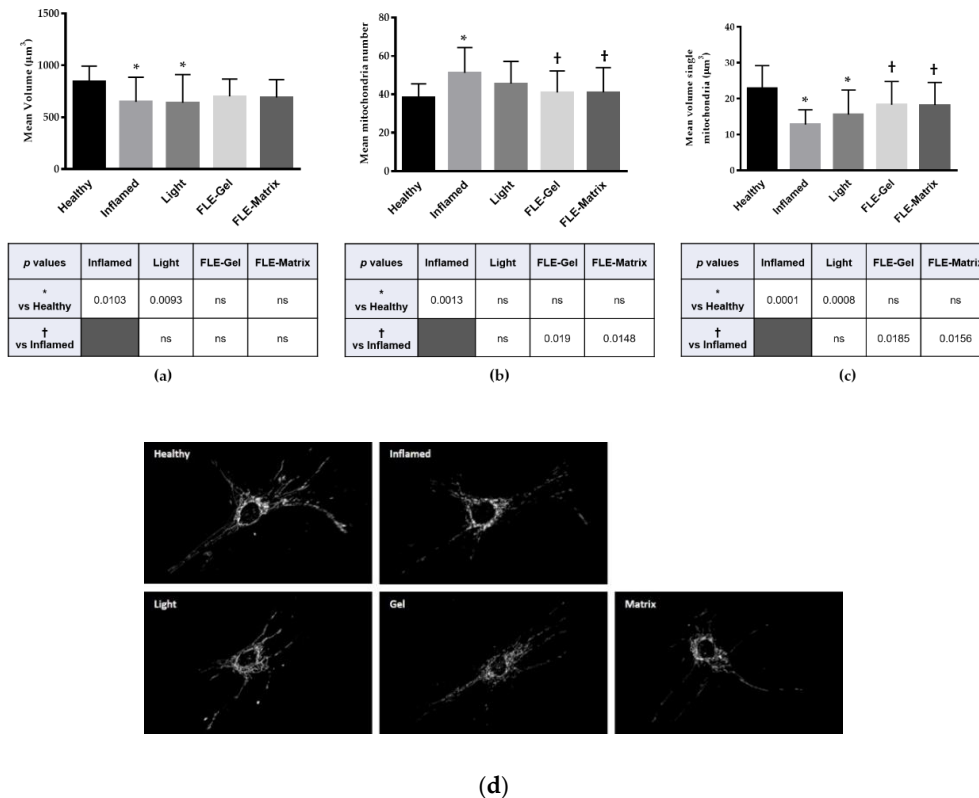 Mean Volume (µm³)
1500
1000
500
0
* *
Healthy
Inflamed
Light
FLE-Gel
FLE-Matrix
p values Inflamed Light FLE-Gel FLE-Matrix
*
vs Healthy 0.0103 0.0093 ns ns
†
vs Inflamed ns ns ns
(a)
Mean mitochondria number
80
60
40
20
0
* † †
Healthy
Inflamed
Light
FLE-Gel
FLE-Matrix
p values Inflamed Light FLE-Gel FLE-Matrix
*
vs Healthy 0.0013 ns ns ns
†
vs Inflamed ns 0.019 0.0148
(b)
Mean volume single
mitochondria (µm³)
40
30
20
10
0
* * † †
Healthy
Inflamed
Light
FLE-Gel
FLE-Matrix
p values Inflamed Light FLE-Gel FLE-Matrix
*
vs Healthy 0.0001 0.0008 ns ns
†
vs Inflamed ns 0.0185 0.0156
(c)
Healthy
Inflamed
Light
Gel
Matrix
(d)